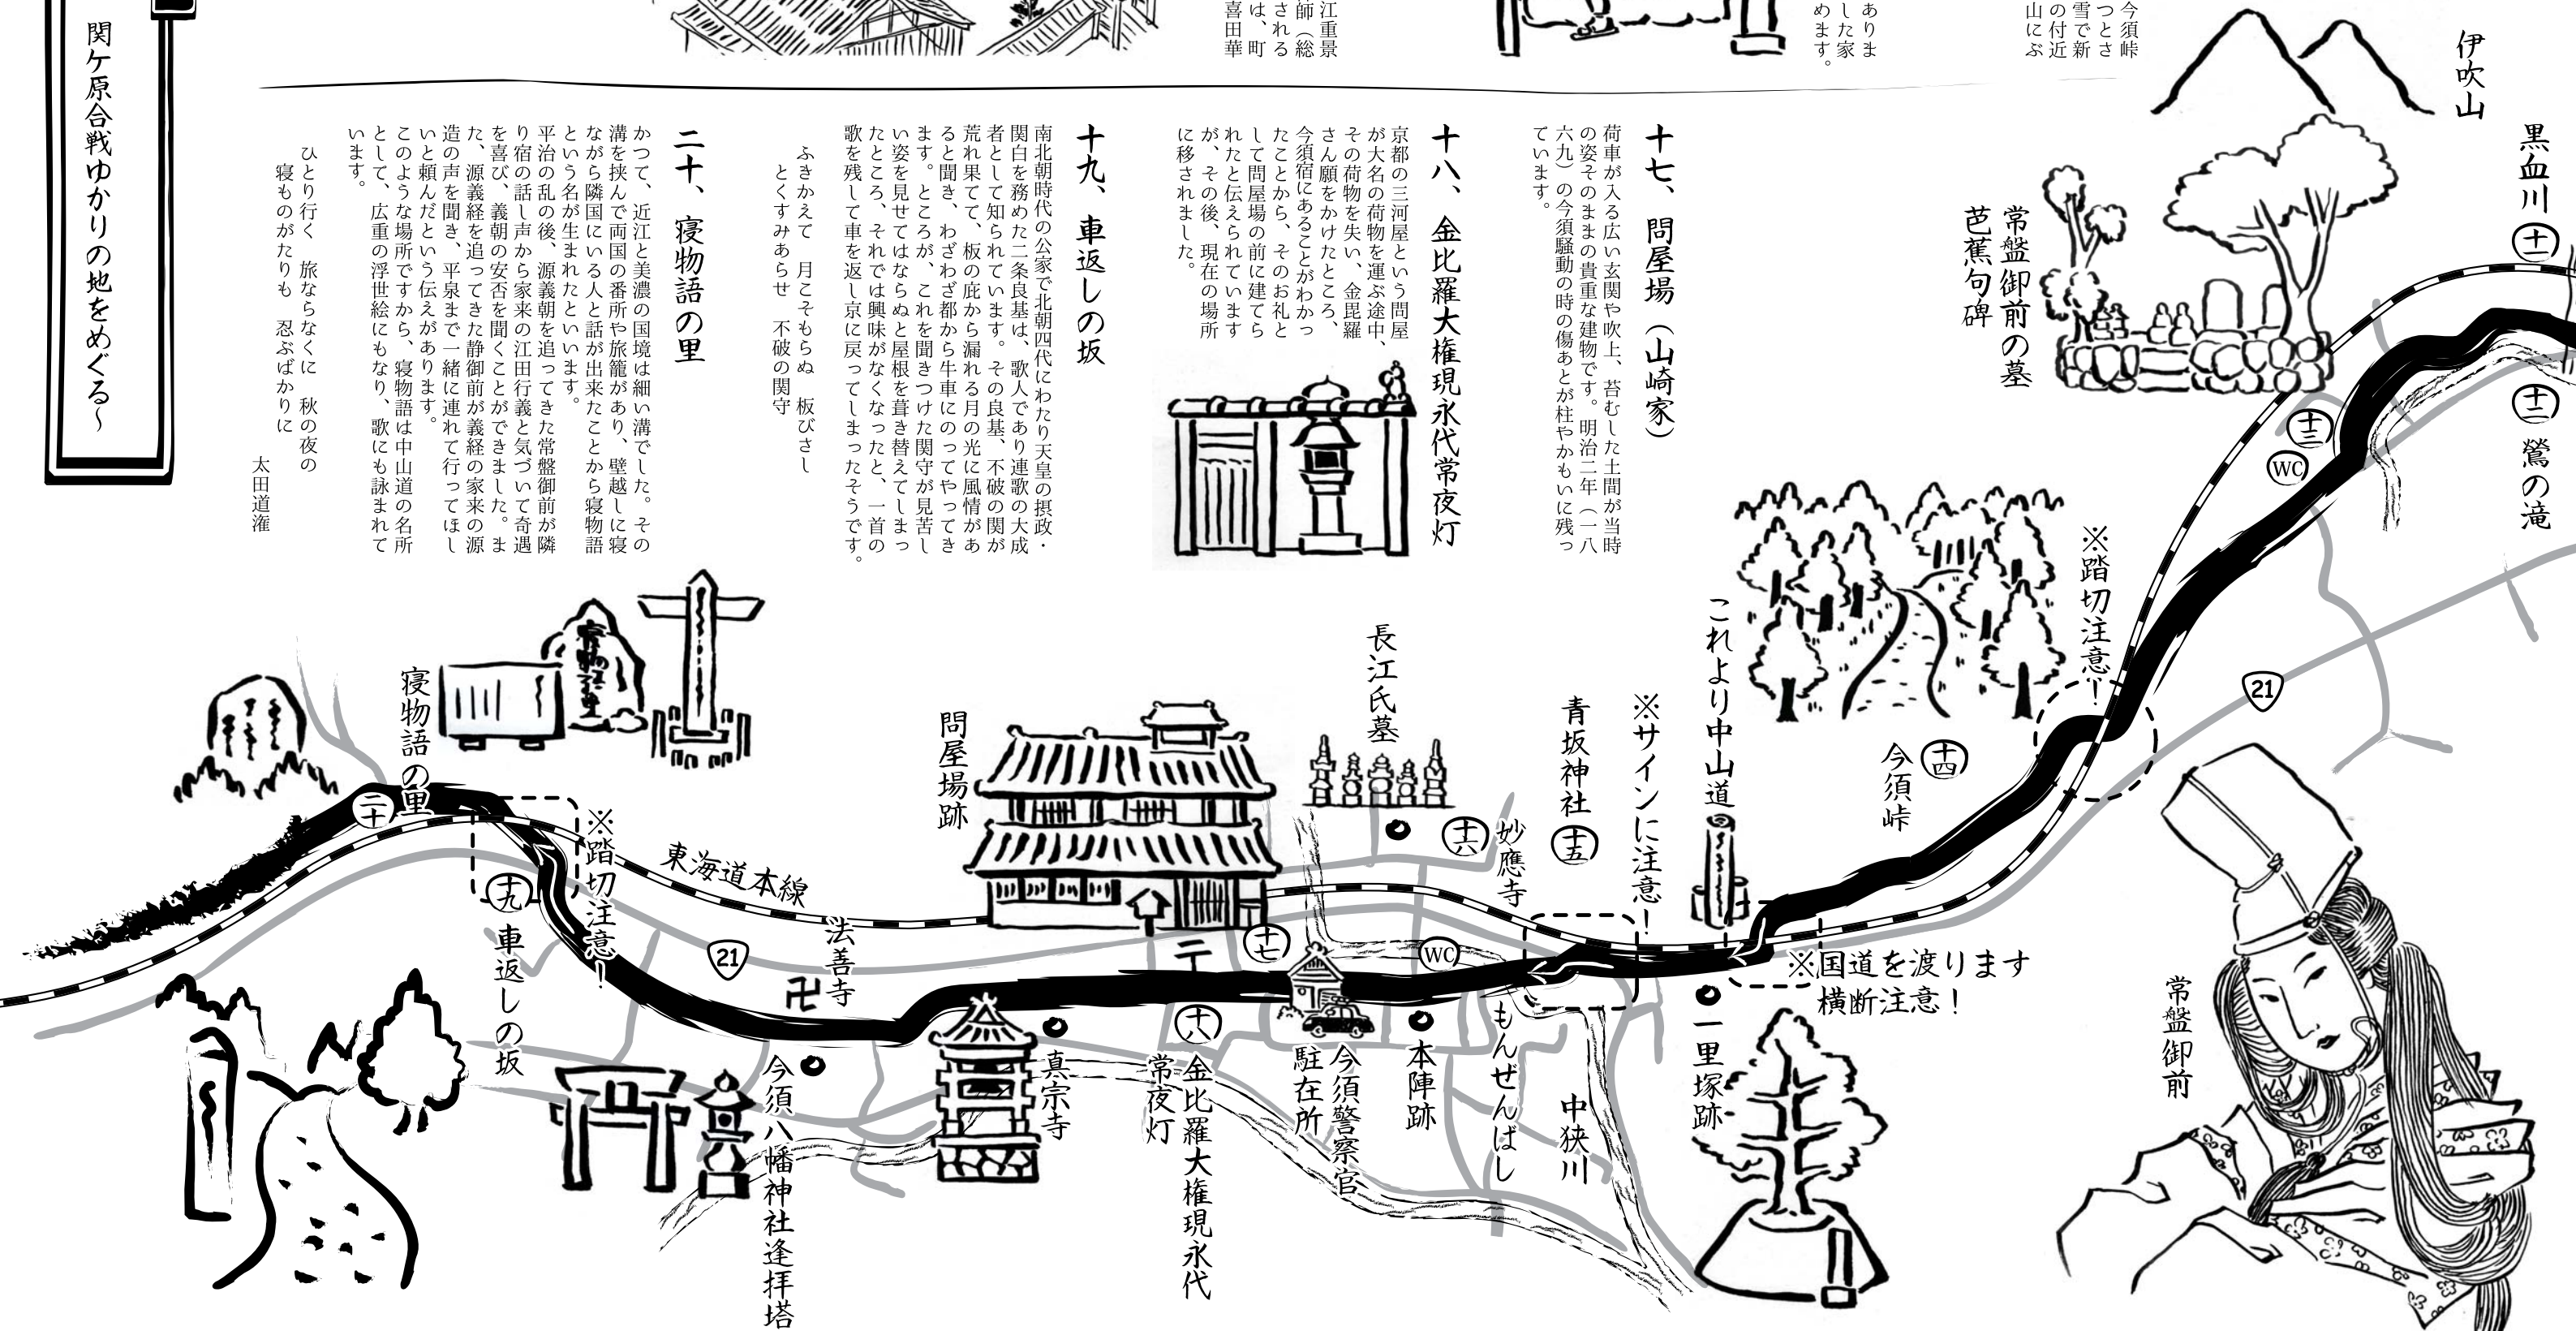 今須峠
つとさ
雪で新
の付近
山にぶ
ありま
した家
めます。
江重景
師（総
される
は、町
喜田華
関ケ原合戦ゆかりの地をめぐる～
十七、問屋場（山崎家）
荷車が入る広い玄関や吹上、苔むした土間が当時
の姿そのままの貴重な建物です。明治二年（一八
六九）の今須騒動の時の傷あとが柱やかもいに残っ
ています。
十八、金比羅大権現永代常夜灯
京都の三河屋という問屋
が大名の荷物を運ぶ途中、
その荷物を失い、金毘羅
さん願をかけたところ、
今須宿にあることがわかっ
たことから、そのお礼と
して問屋場の前に建てら
れたと伝えられています
が、その後、現在の場所
に移されました。
十九、車返しの坂
南北朝時代の公家で北朝四代にわたり天皇の摂政・
関白を務めた二条良基は、歌人であり連歌の大成
者として知られています。その良基、不破の関が
荒れ果てて、板の庇から漏れる月の光に風情があ
ると聞き、わざわざ都から牛車にのってやってき
ます。ところが、これを聞きつけた関守が見苦し
い姿を見せてはならぬと屋根を葺き替えてしまっ
たところ、それでは興味がなくなったと、一首の
歌を残して車を返し京に戻ってしまったそうです。
ふきかえて　月こそもらぬ　板びさし
とくすみあらせ　不破の関守
二十、寝物語の里
かつて、近江と美濃の国境は細い溝でした。その
溝を挟んで両国の番所や旅籠があり、壁越しに寝
ながら隣国にいる人と話が出来たことから寝物語
という名が生まれたといいます。
平治の乱の後、源義朝を追ってきた常盤御前が隣
り宿の話し声から家来の江田行義と気づいて奇遇
を喜び、義朝の安否を聞くことができました。ま
た、源義経を追ってきた静御前が義経の家来の源
造の声を聞き、平泉まで一緒に連れて行ってほし
いと頼んだという伝えがあります。
このような場所ですから、寝物語は中山道の名所
として、広重の浮世絵にもなり、歌にも詠まれて
います。
ひとり行く　旅ならなくに　秋の夜の
寝ものがたりも　忍ぶばかりに
太田道潅
伊吹山
黒血川
十一
十二
鶯の滝
常盤御前の墓
芭蕉句碑
十三
WC
※踏切注意！
21
十四
今須峠
これより中山道
※国道を渡ります
横断注意！
一里塚跡
常盤御前
※サインに注意！
青坂神社
十五
妙應寺
十六
長江氏墓
中狭川
もんぜんばし
WC
本陣跡
今須警察官
駐在所
十七
問屋場跡
十八
金比羅大権現永代
常夜灯
真宗寺
東海道本線
法善寺
卍
21
今須八幡神社逢拝塔
※踏切注意！
十九
車返しの坂
寝物語の里
二十